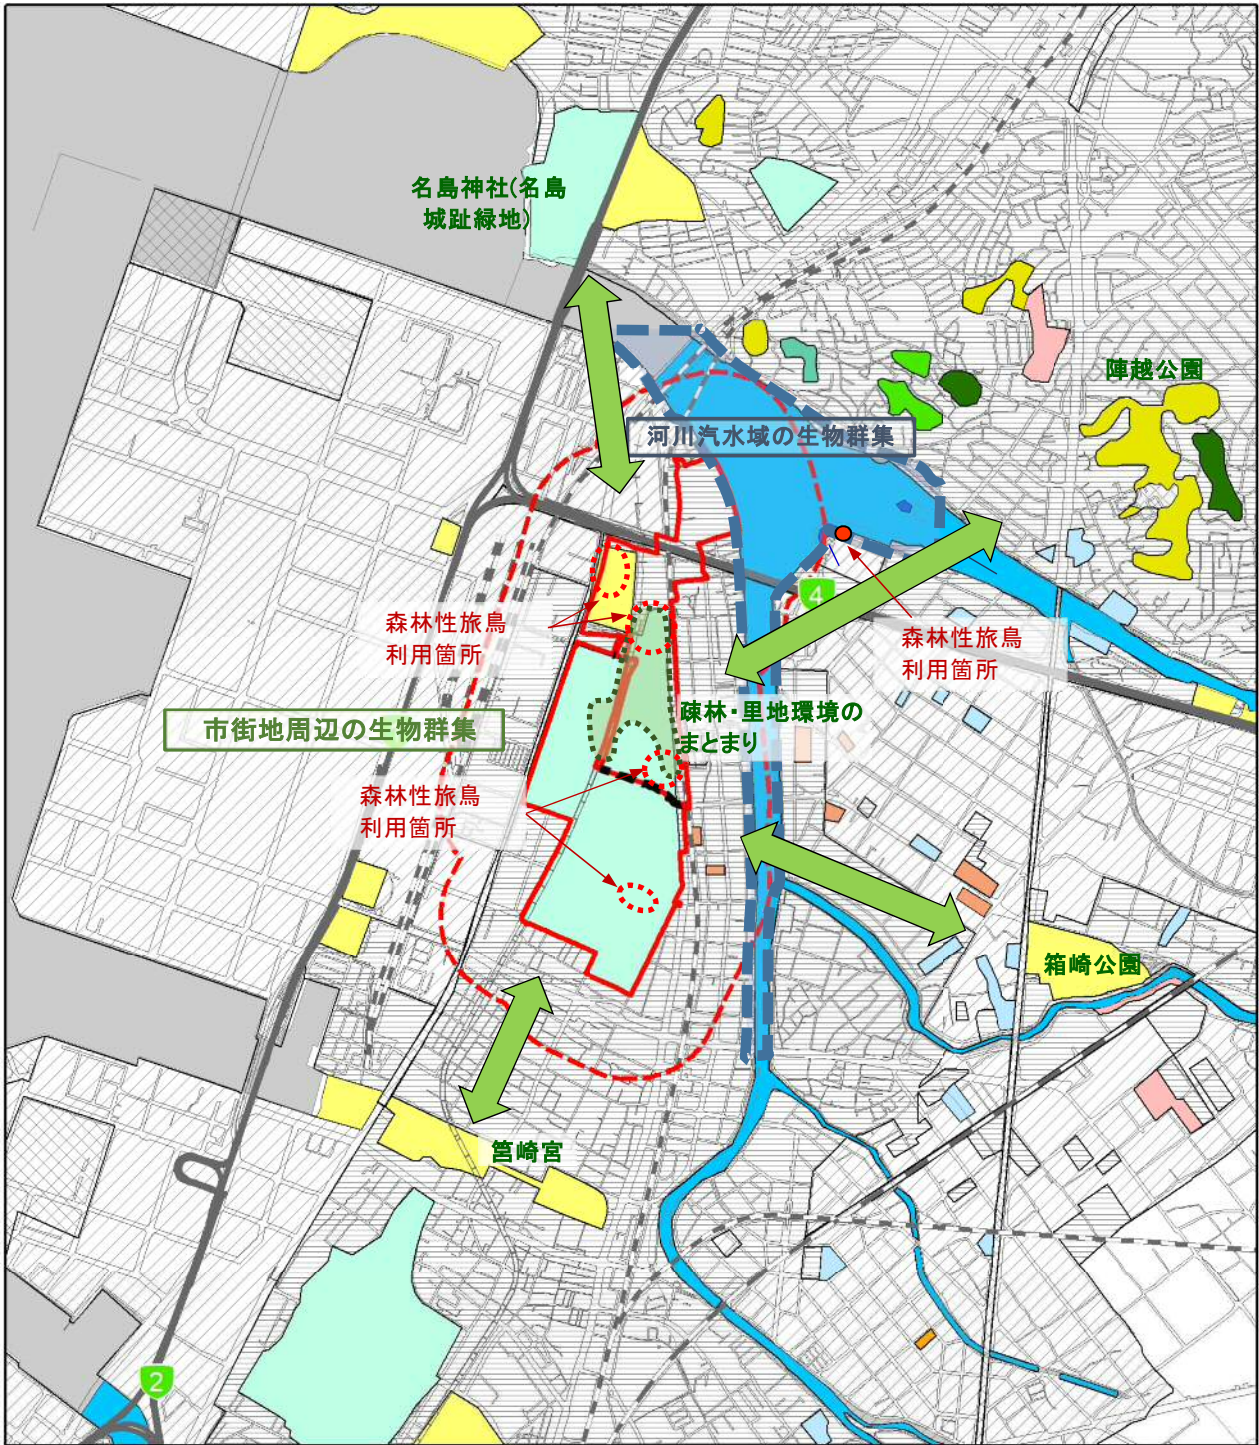 名島神社(名島
城趾緑地)
陣越公園
河川汽水域の生物群集
4
森林性旅鳥
利用箇所
森林性旅鳥
利用箇所
疎林・里地環境の
まとまり
市街地周辺の生物群集
森林性旅鳥
利用箇所
箱崎公園
筥崎宮
2